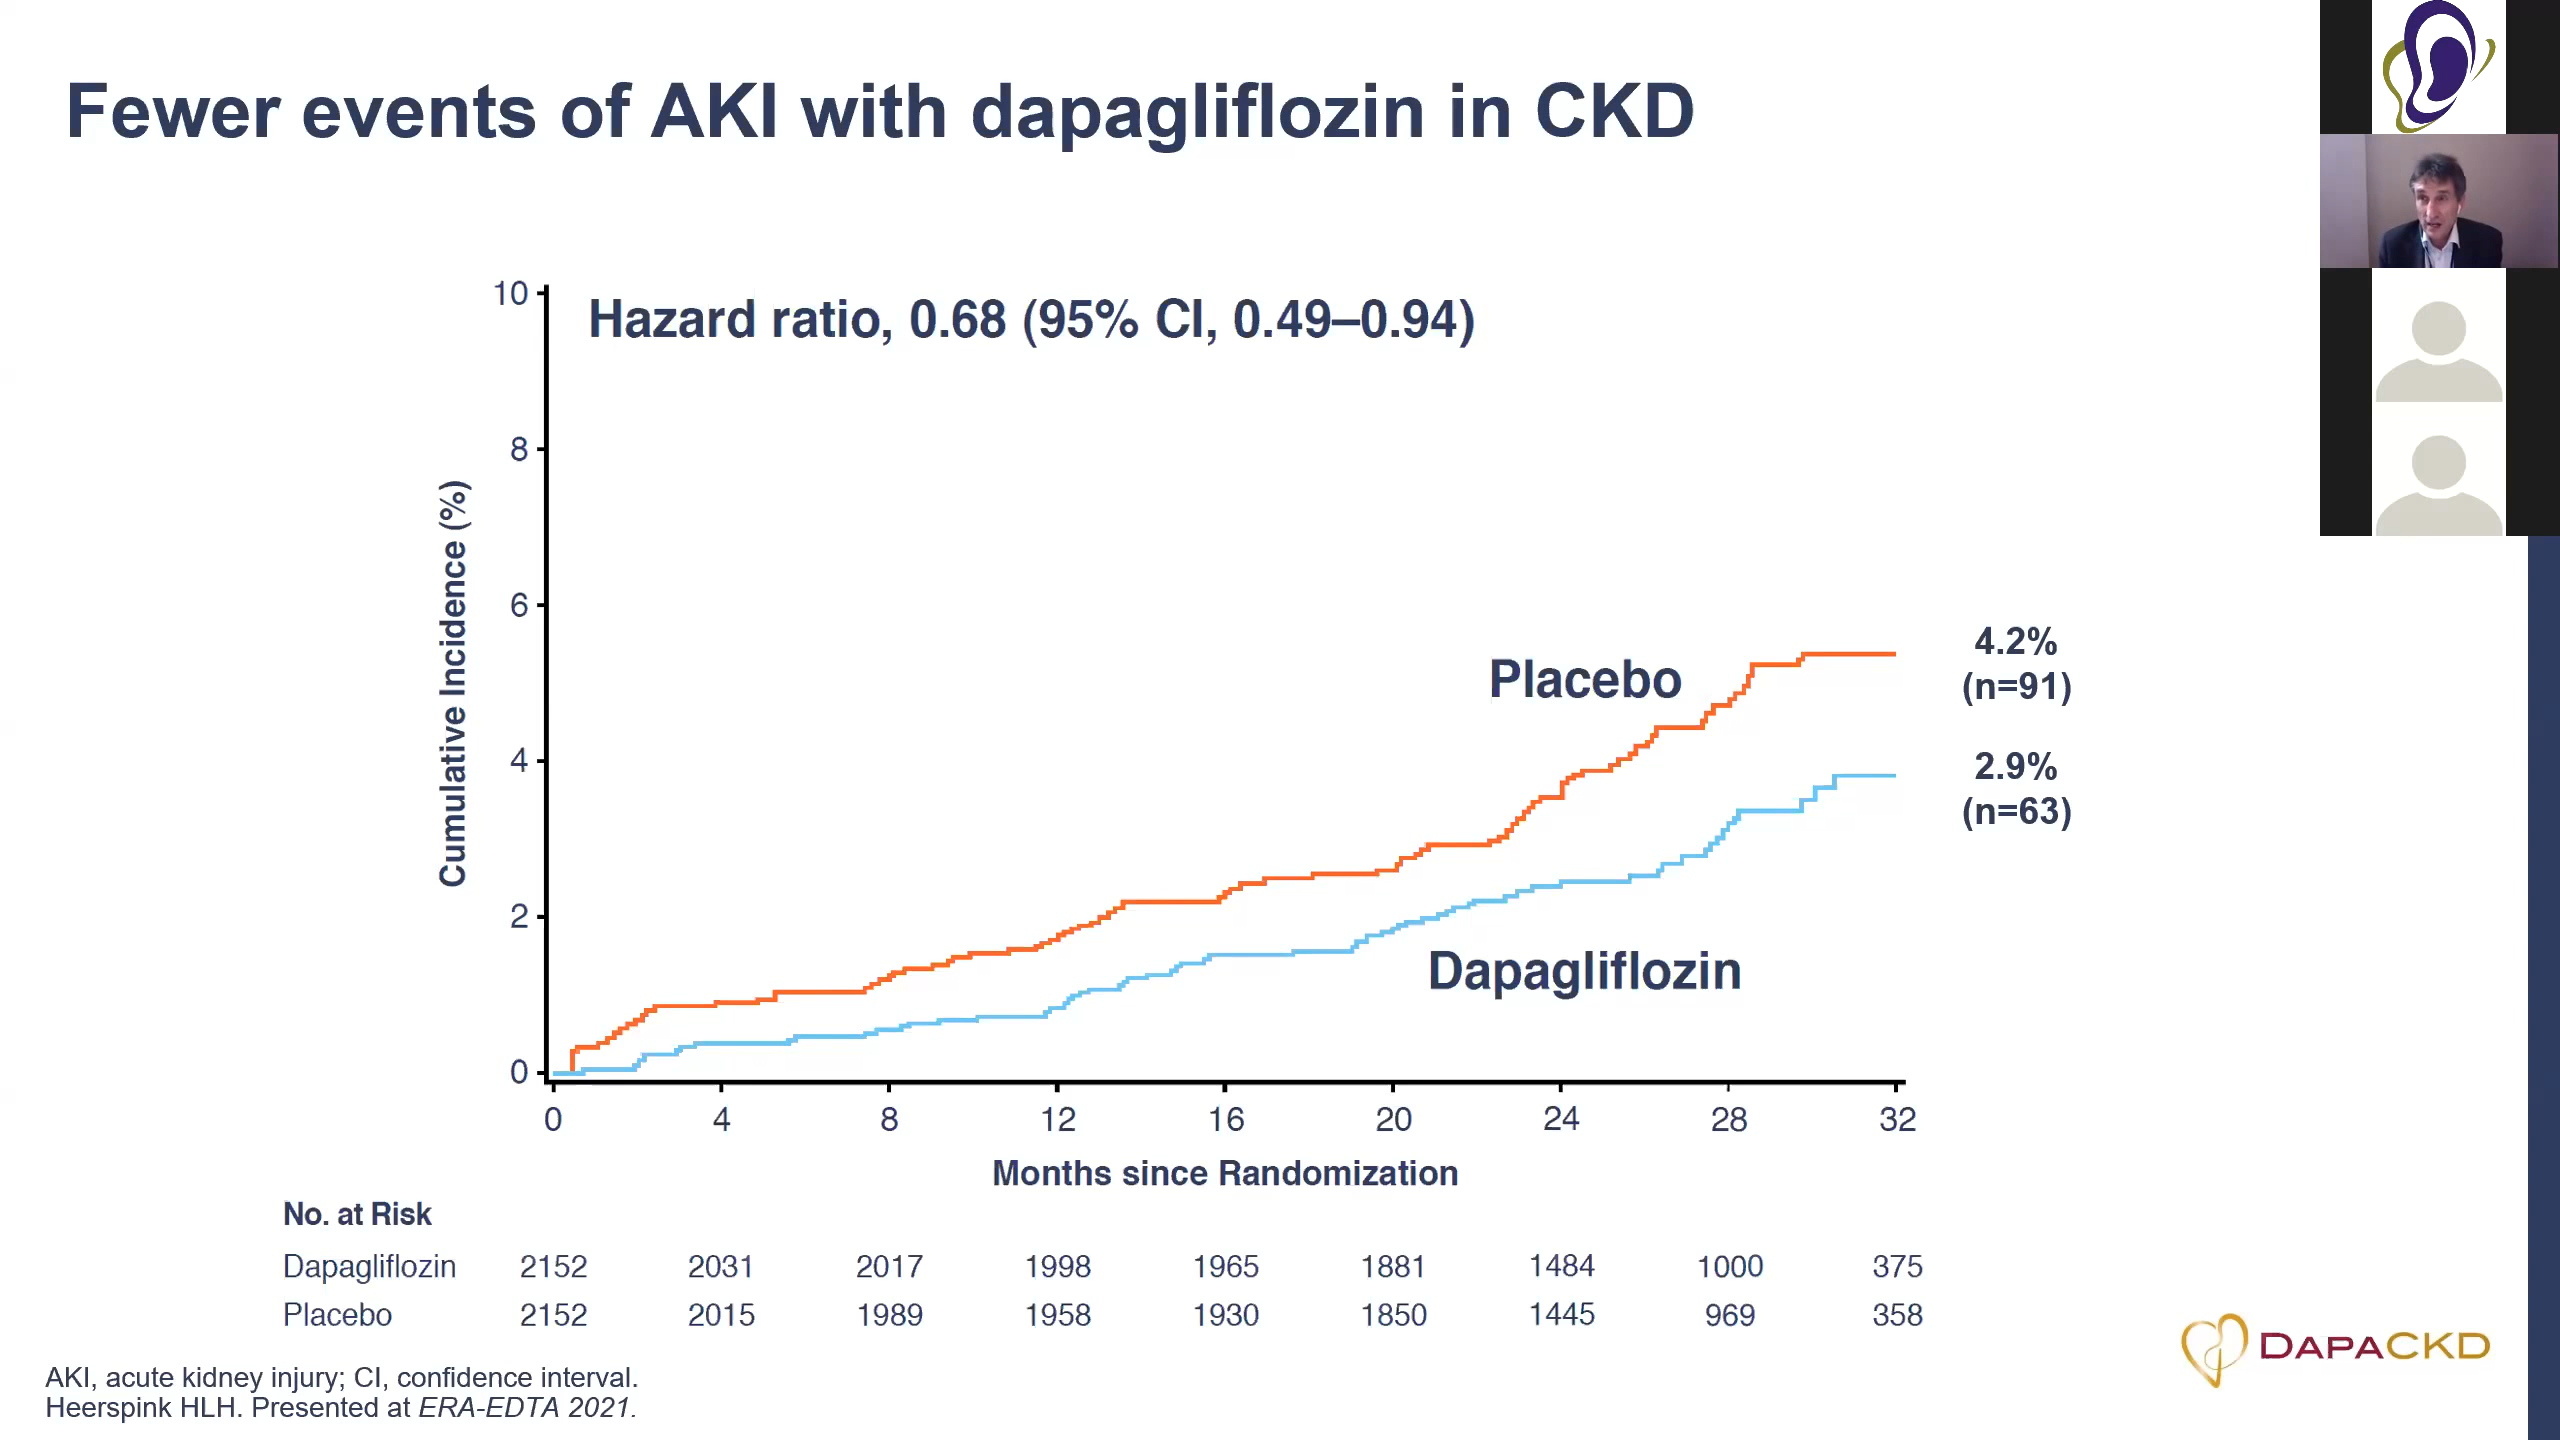 Fewer events of AKI with dapagliflozin in CKD
Hazard ratio, 0.68 (95% CI, 0.49–0.94)
10
8
6
4
2
0
Cumulative Incidence (%)
Placebo
Dapagliflozin
4.2%
(n=91)
2.9%
(n=63)
0 4 8 12 16 20 24 28 32
Months since Randomization
No. at Risk
Dapagliflozin 2152 2031 2017 1998 1965 1881 1484 1000 375
Placebo 2152 2015 1989 1958 1930 1850 1445 969 358
AKI, acute kidney injury; CI, confidence interval.
Heerspink HLH. Presented at ERA-EDTA 2021.
DAPACKD